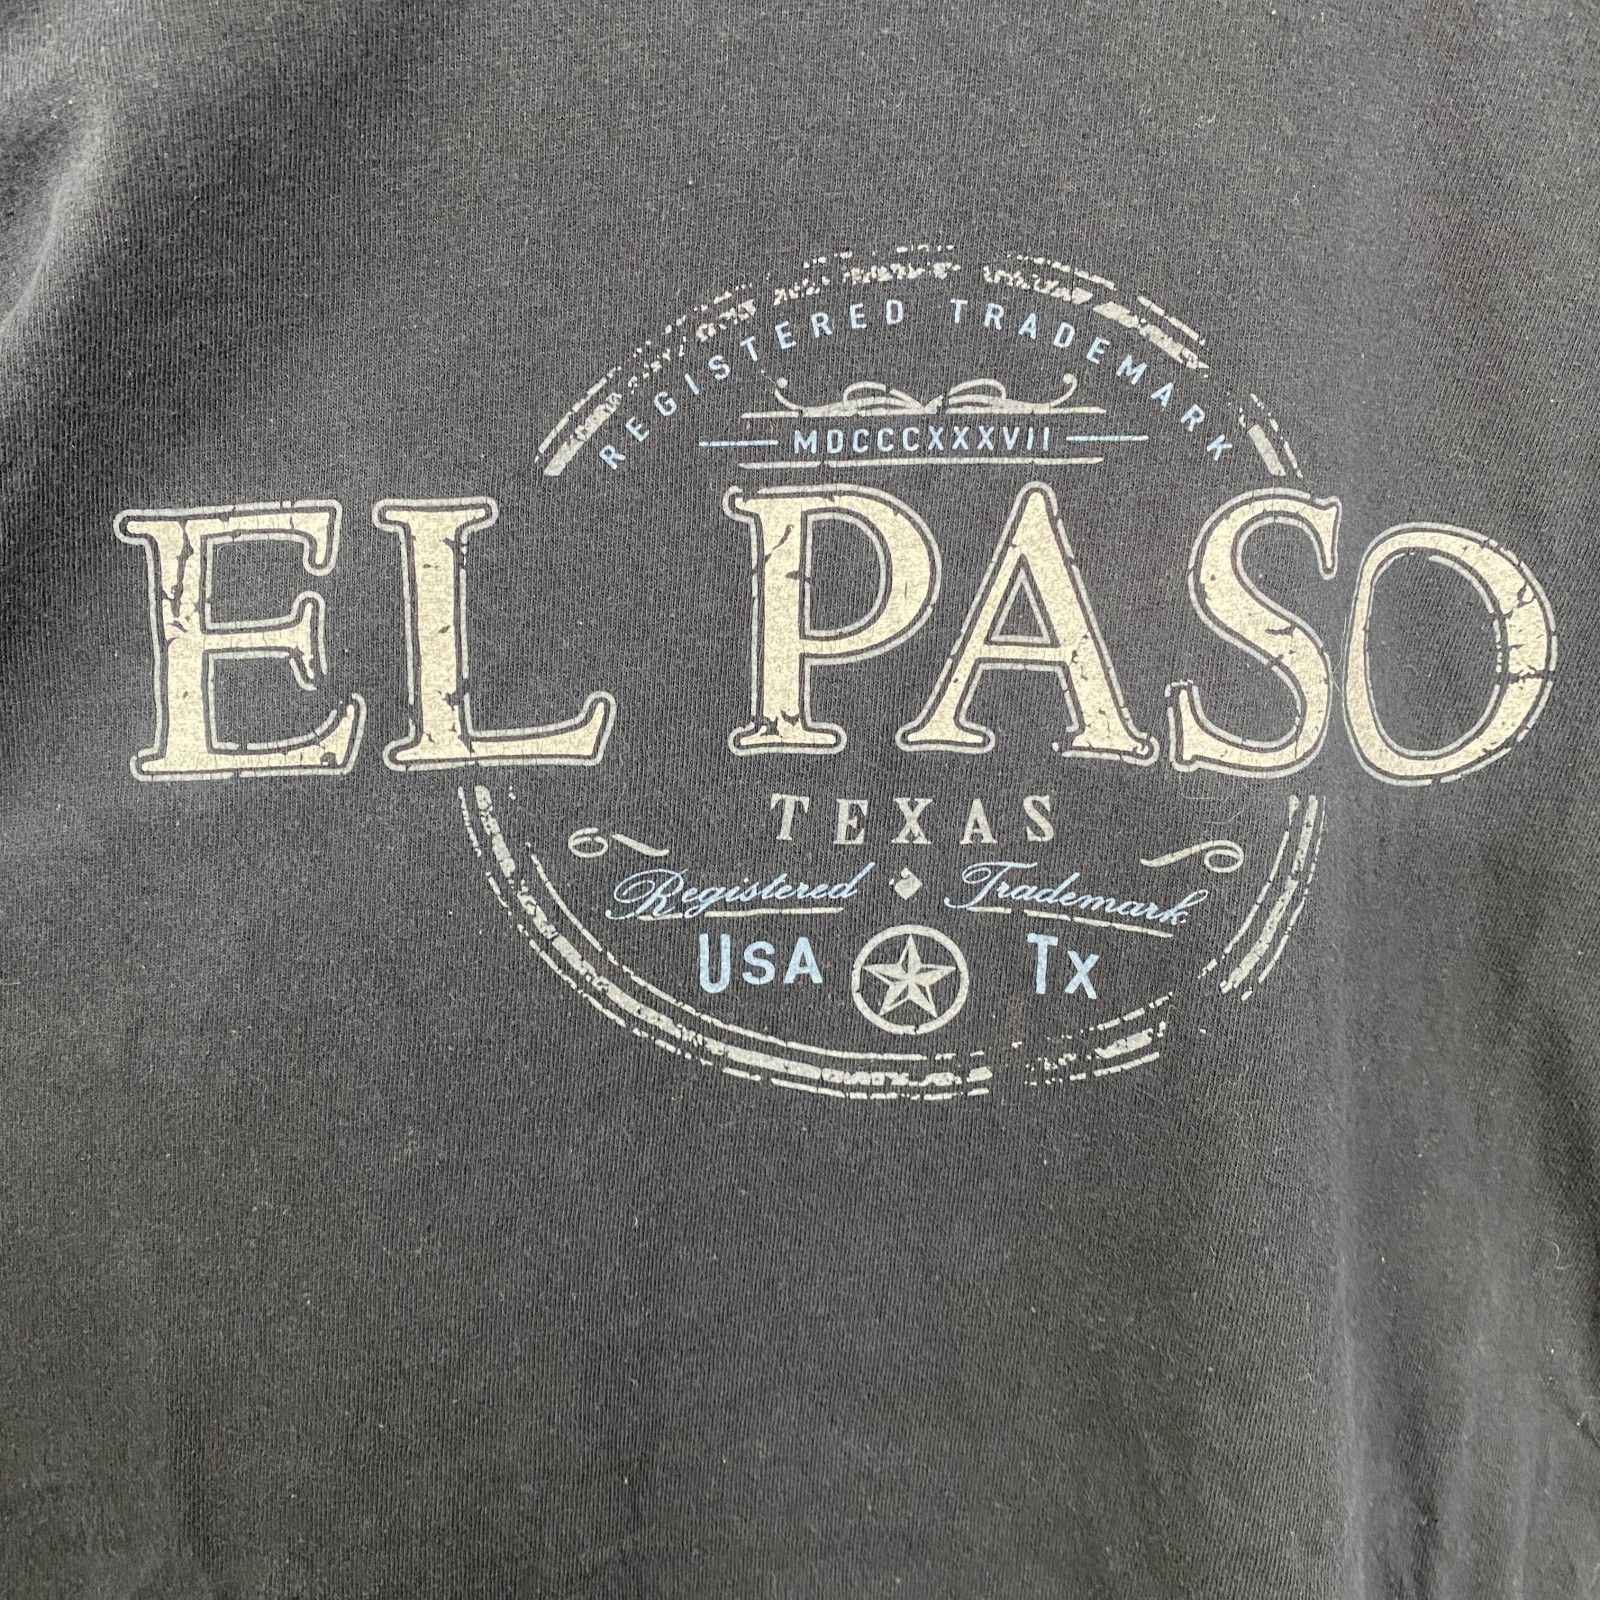 REGISTERED TRADEMARK
MDCCCXXXVII
EL PASO
TEXAS
Registered Trademark
USA TX